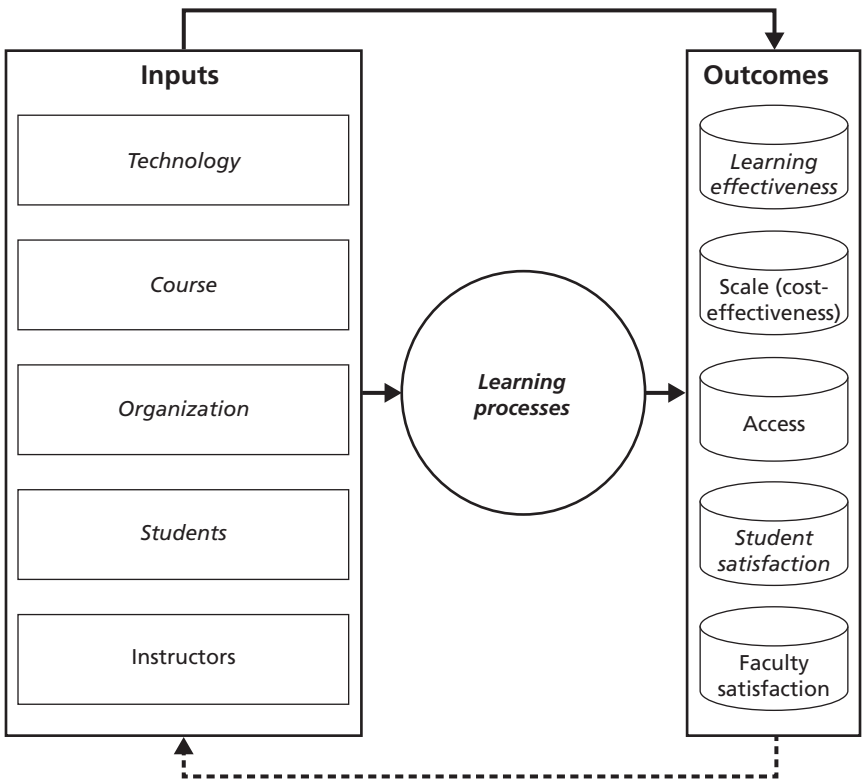 Inputs
Technology
Course
Organization
Students
Instructors
Learning
processes
Outcomes
Learning
effectiveness
Scale (cost-
effectiveness)
Access
Student
satisfaction
Faculty
satisfaction